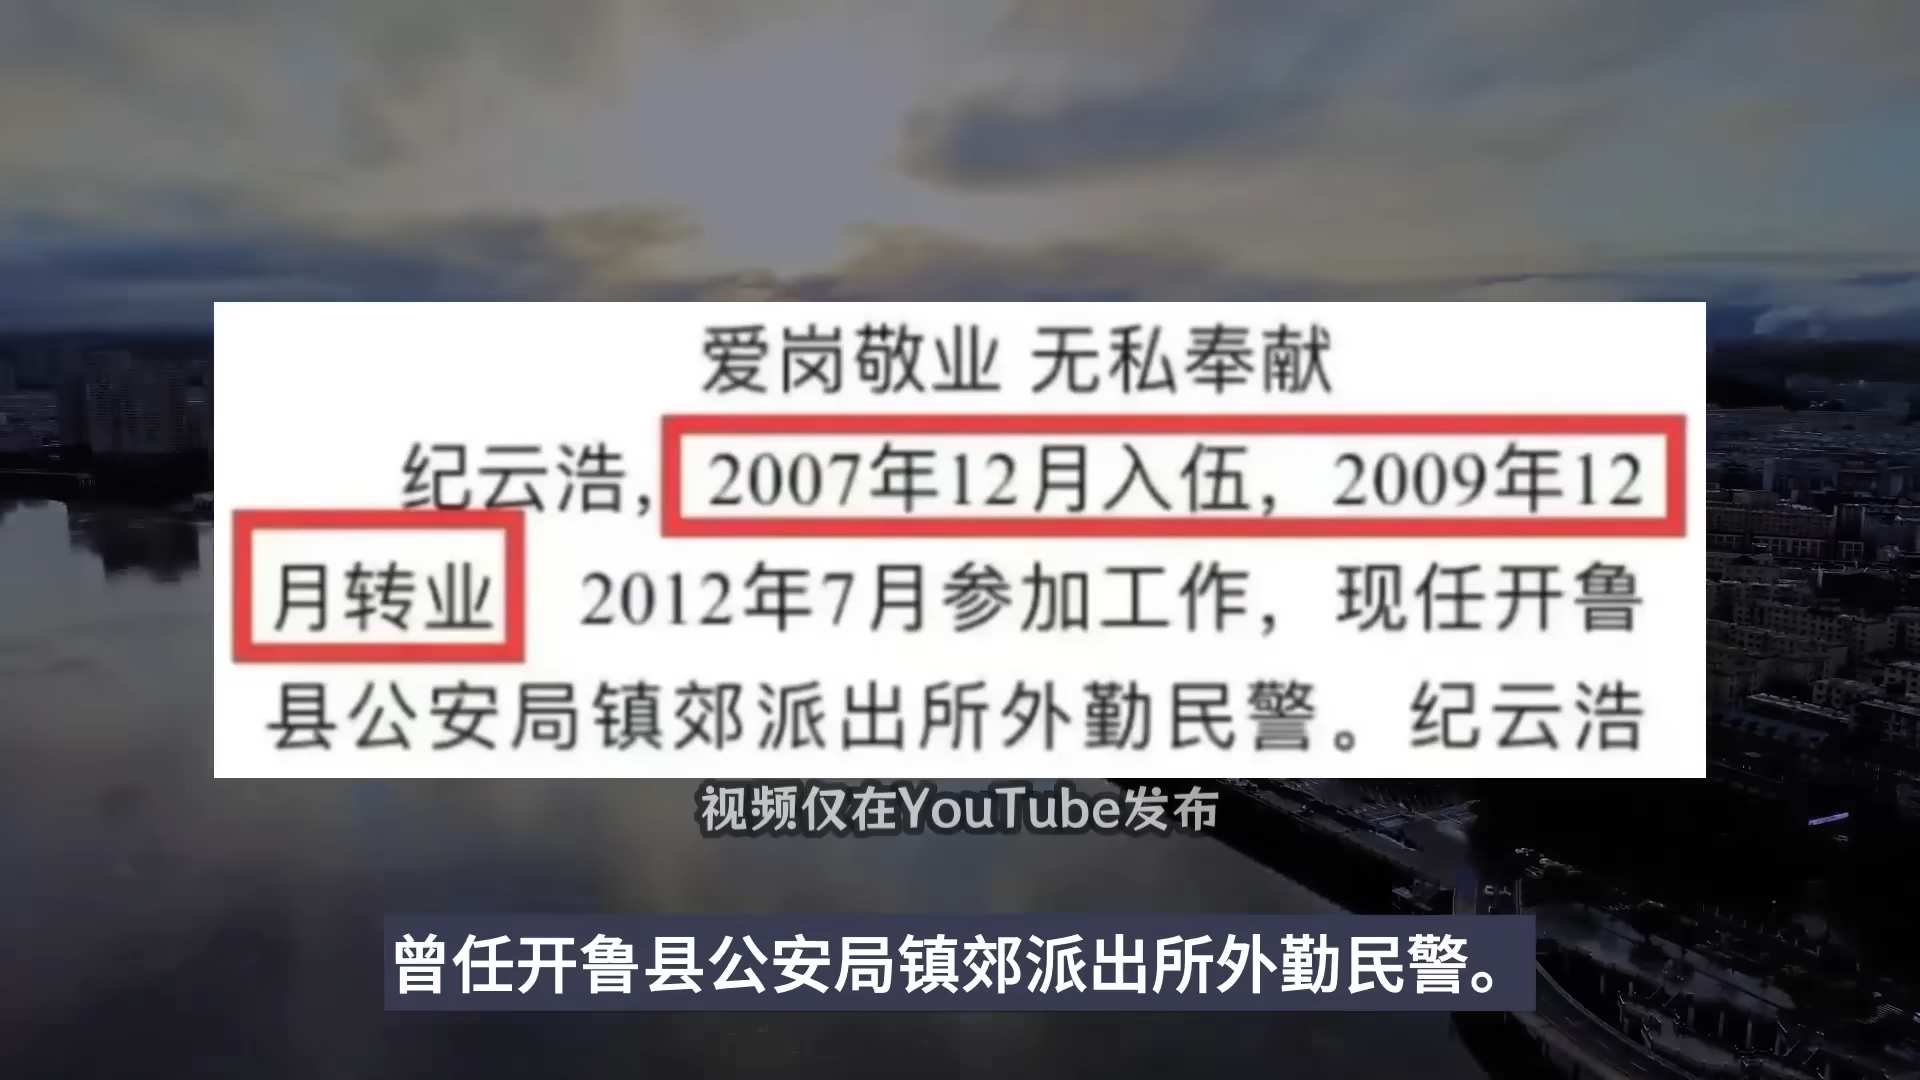 爱岗敬业 无私奉献
纪云浩，2007年12月入伍，2009年12
月转业 2012年7月参加工作，现任开鲁
县公安局镇郊派出所外勤民警。纪云浩
视频仅在YouTube发布
曾任开鲁县公安局镇郊派出所外勤民警。